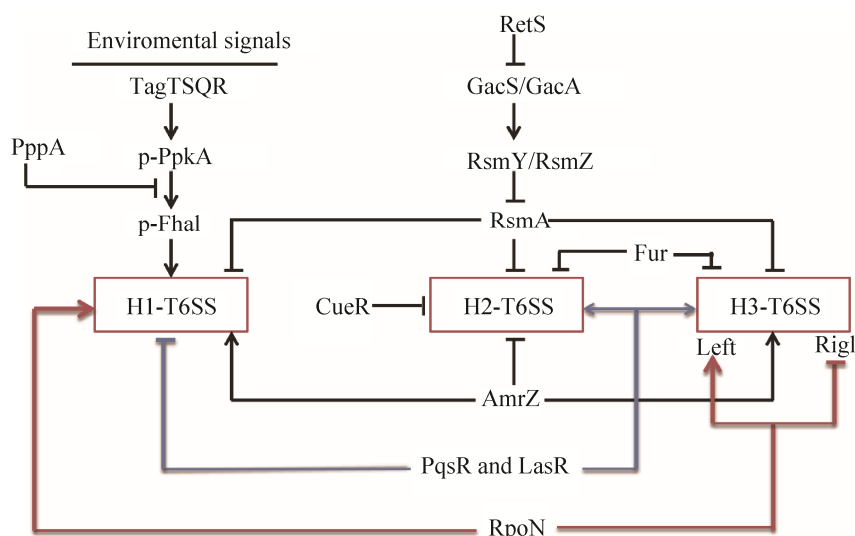 RetS
Enviromental signals
TagTSQR
GacS/GacA
PppA
p-PpkA
RsmY/RsmZ
p-Fhal
RsmA
Fur
H1-T6SS
CueR
H2-T6SS
H3-T6SS
Left
Rigl
AmrZ
PqsR and LasR
RpoN